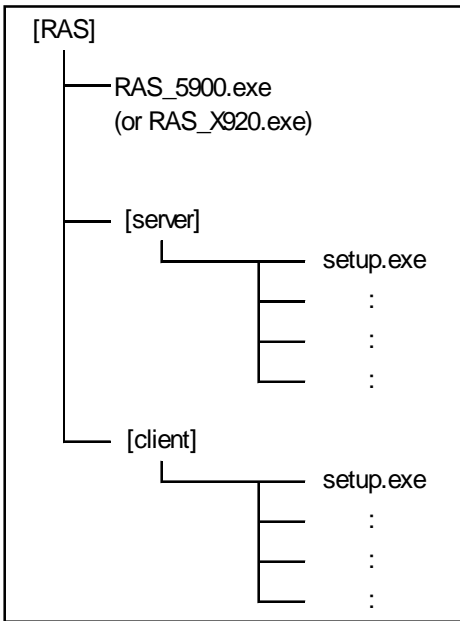 [RAS]
RAS_5900.exe
(or RAS_X920.exe)
[server]
setup.exe
:
:
:
[client]
setup.exe
:
:
: